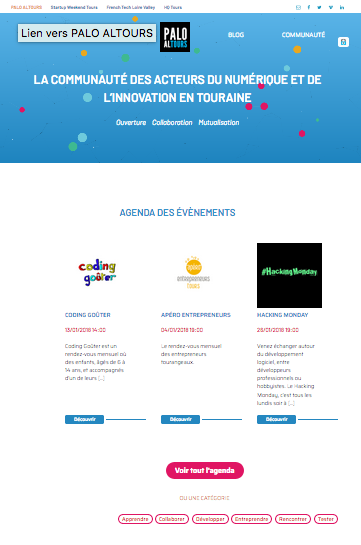 PALO ALTOURS Startup Weekend Tours French Tech Loire Valley HQ Tours
Lien vers PALO ALTOURS
PALO
ALTOURS
BLOG
COMMUNAUTÉ
LA COMMUNAUTÉ DES ACTEURS DU NUMÉRIQUE ET DE
L'INNOVATION EN TOURAINE
Ouverture Collaboration Mutualisation
AGENDA DES ÉVÈNEMENTS
coding
goûter
apéro
entrepreneurs
tours
#HackingMonday
CODING GOÛTER
13/01/2018 14:00
Coding Goûter est un
rendez-vous mensuel où
des enfants, âgés de 6 à
14 ans, et accompagnés
d'un de leurs [...]
Découvrir
APÉRO ENTREPRENEURS
04/01/2018 19:00
Le rendez-vous mensuel
des entrepreneurs
tourangeaux.
Découvrir
HACKING MONDAY
29/01/2018 19:00
Venez échanger autour
du développement
logiciel, entre
développeurs
professionnels ou
hobbyistes. Le Hacking
Monday, c'est tous les
lundis soir à [...]
Découvrir
Voir tout l'agenda
OU UNE CATÉGORIE
Apprendre Collaborer Développer Entreprendre Rencontrer Tester